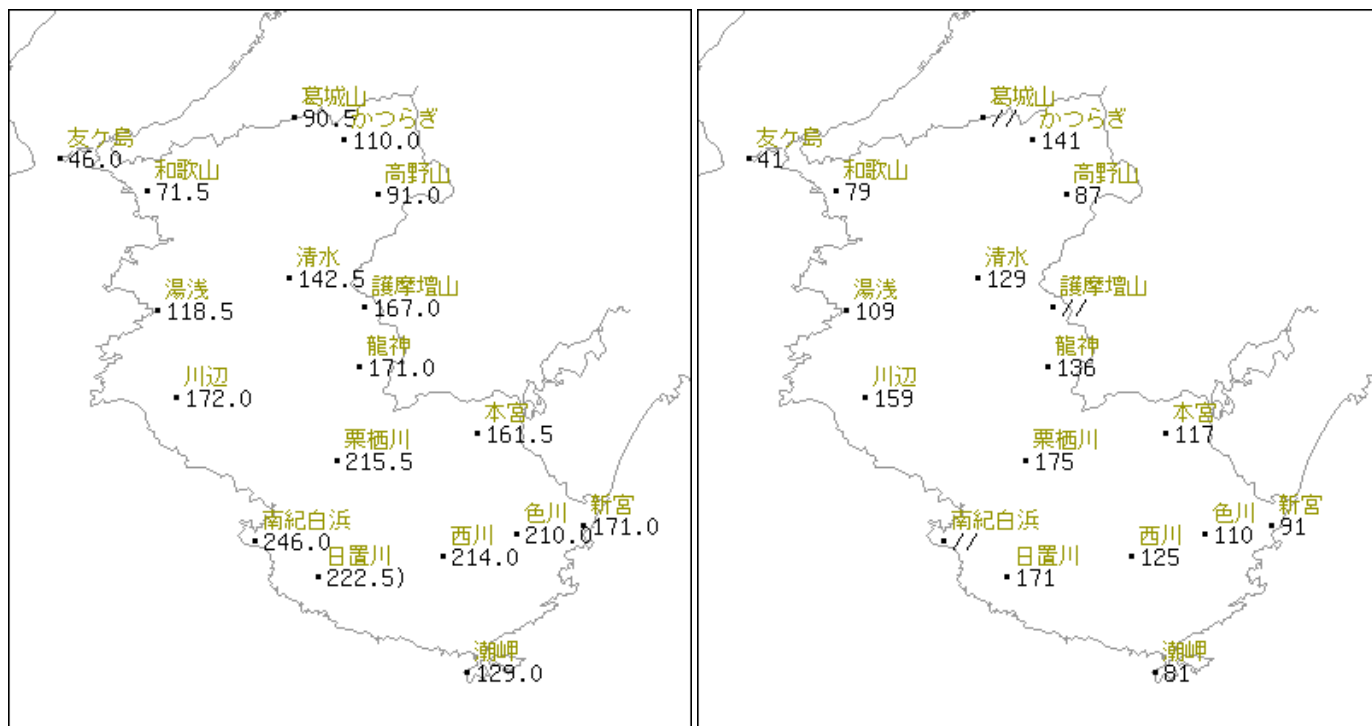 葛城山
90.5
かつらぎ
110.0
友ケ島
46.0
和歌山
71.5
高野山
91.0
清水
142.5
護摩壇山
167.0
湯浅
118.5
龍神
171.0
川辺
172.0
本宮
161.5
栗栖川
215.5
新宮
171.0
色川
210.0
南紀白浜
246.0
西川
214.0
日置川
222.5)
潮岬
129.0
葛城山
//
かつらぎ
141
友ケ島
41
和歌山
79
高野山
87
清水
129
護摩壇山
//
湯浅
109
龍神
136
川辺
159
本宮
117
栗栖川
175
新宮
91
色川
110
南紀白浜
//
西川
125
日置川
171
潮岬
81